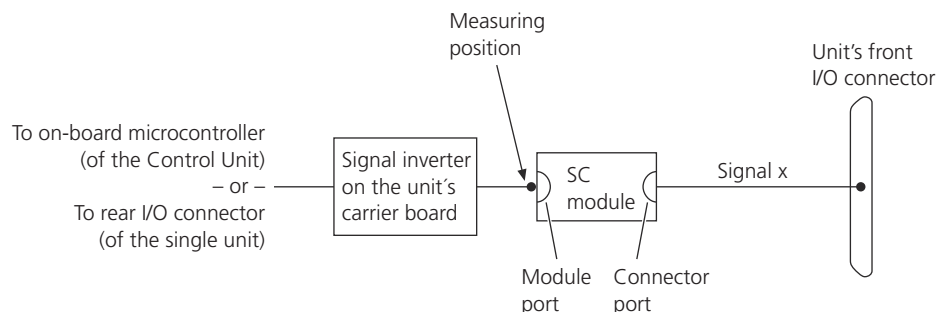 Measuring
position
Unit's front
I/O connector
To on-board microcontroller
(of the Control Unit)
– or –
To rear I/O connector
(of the single unit)
Signal inverter
on the unit´s
carrier board
SC
module
Signal x
Module
port
Connector
port